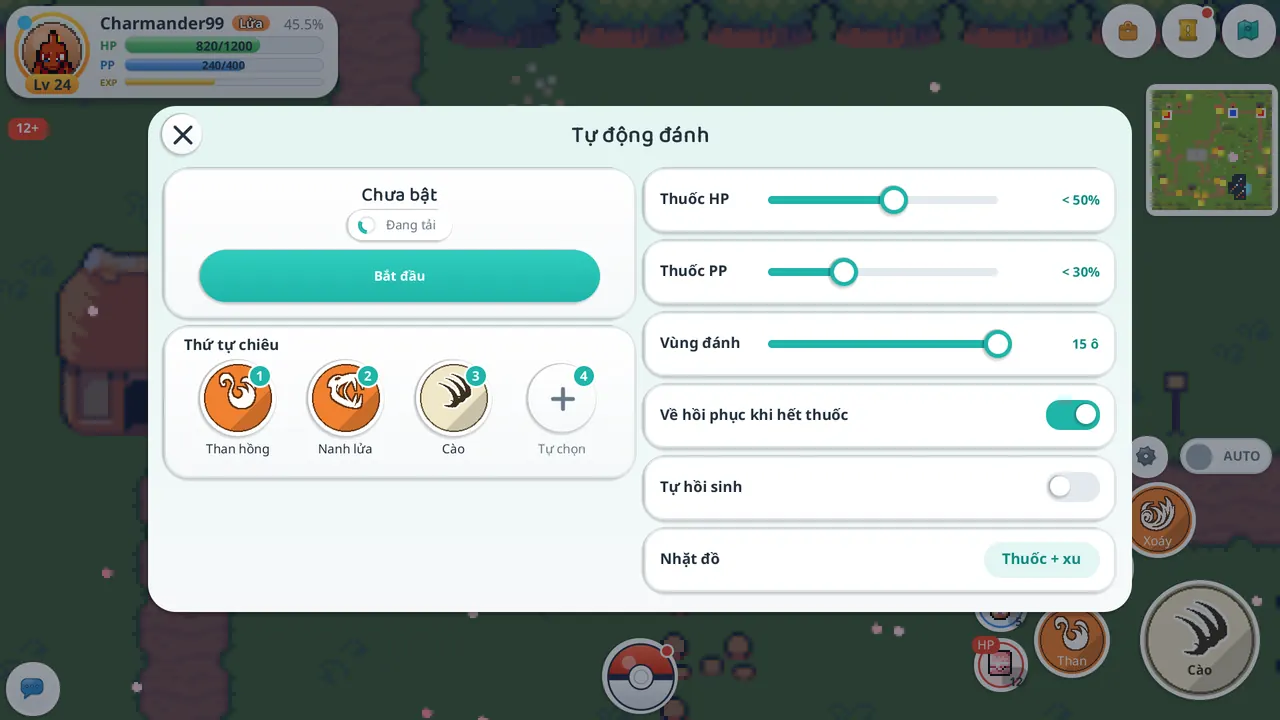 Charmander99 Lửa 45.5%
HP 820/1200
PP 240/400
EXP
Lv 24
12+
Tự động đánh
Chưa bật
Đang tải
Bắt đầu
Thứ tự chiêu
1 2 3 4
Than hồng Nanh lửa Cào Tự chọn
Thuốc HP < 50%
Thuốc PP < 30%
Vùng đánh 15 ô
Về hồi phục khi hết thuốc
Tự hồi sinh
Nhặt đồ Thuốc + xu
AUTO
Xoáy
5
HP
12
Than
Cào